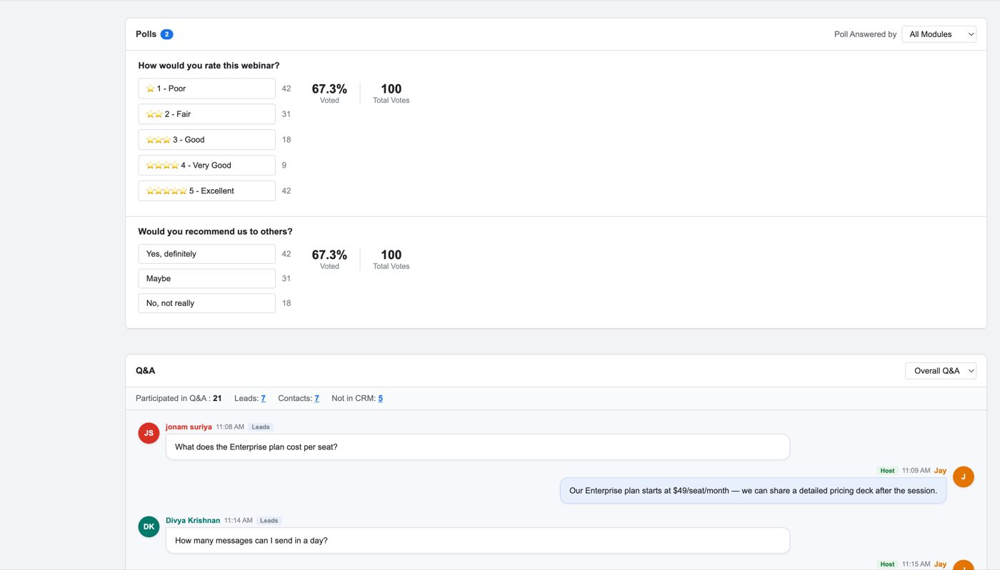 Polls 2 Poll Answered by All Modules
How would you rate this webinar?
⭐ 1 - Poor 42 67.3% 100
Voted Total Votes
⭐⭐ 2 - Fair 31
⭐⭐⭐ 3 - Good 18
⭐⭐⭐⭐ 4 - Very Good 9
⭐⭐⭐⭐⭐ 5 - Excellent 42
Would you recommend us to others?
Yes, definitely 42 67.3% 100
Voted Total Votes
Maybe 31
No, not really 18
Q&A Overall Q&A
Participated in Q&A : 21 Leads: 7 Contacts: 7 Not in CRM: 5
JS jonam suriya 11:08 AM Leads
What does the Enterprise plan cost per seat?
Host 11:09 AM Jay J
Our Enterprise plan starts at $49/seat/month — we can share a detailed pricing deck after the session.
DK Divya Krishnan 11:14 AM Leads
How many messages can I send in a day?
Host 11:15 AM Jay J